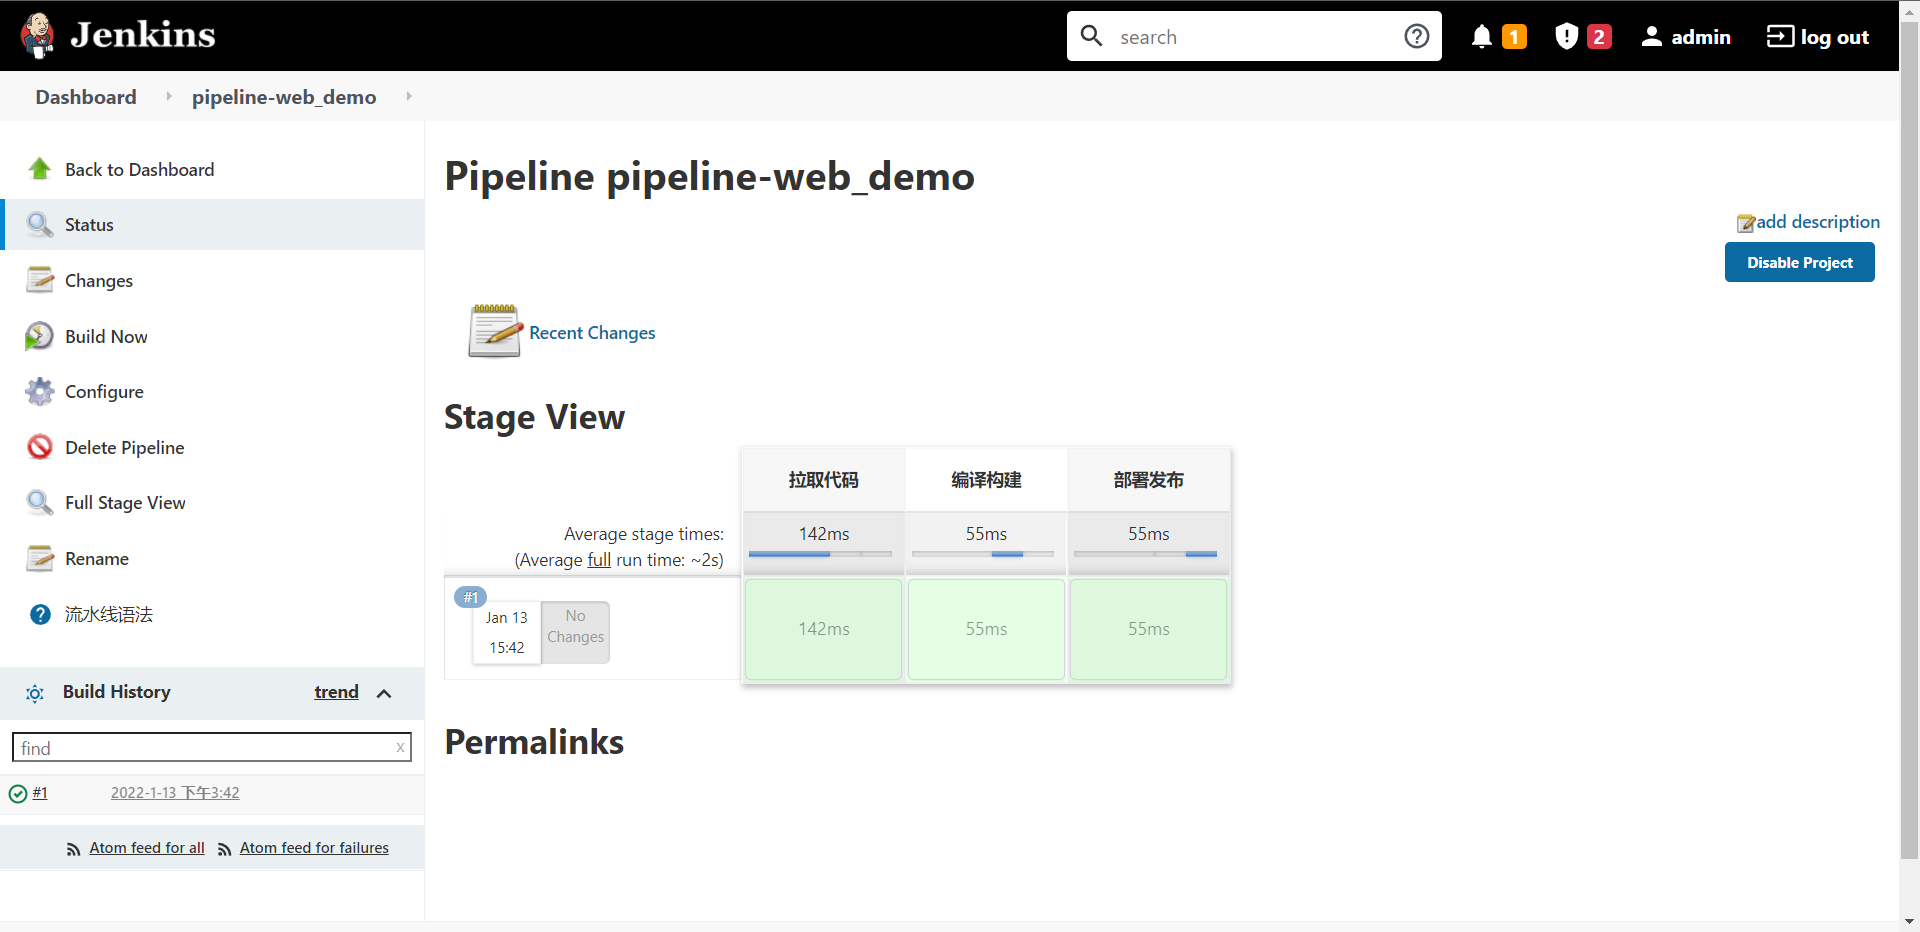 Jenkins
search
1
2
admin
log out
Dashboard
pipeline-web_demo
Back to Dashboard
Status
Changes
Build Now
Configure
Delete Pipeline
Full Stage View
Rename
流水线语法
Build History
trend
find
x
#1
2022-1-13 下午3:42
Atom feed for all
Atom feed for failures
Pipeline pipeline-web_demo
add description
Disable Project
Recent Changes
Stage View
拉取代码
编译构建
部署发布
Average stage times:
(Average full run time: ~2s)
142ms
55ms
55ms
#1
Jan 13
15:42
No
Changes
142ms
55ms
55ms
Permalinks